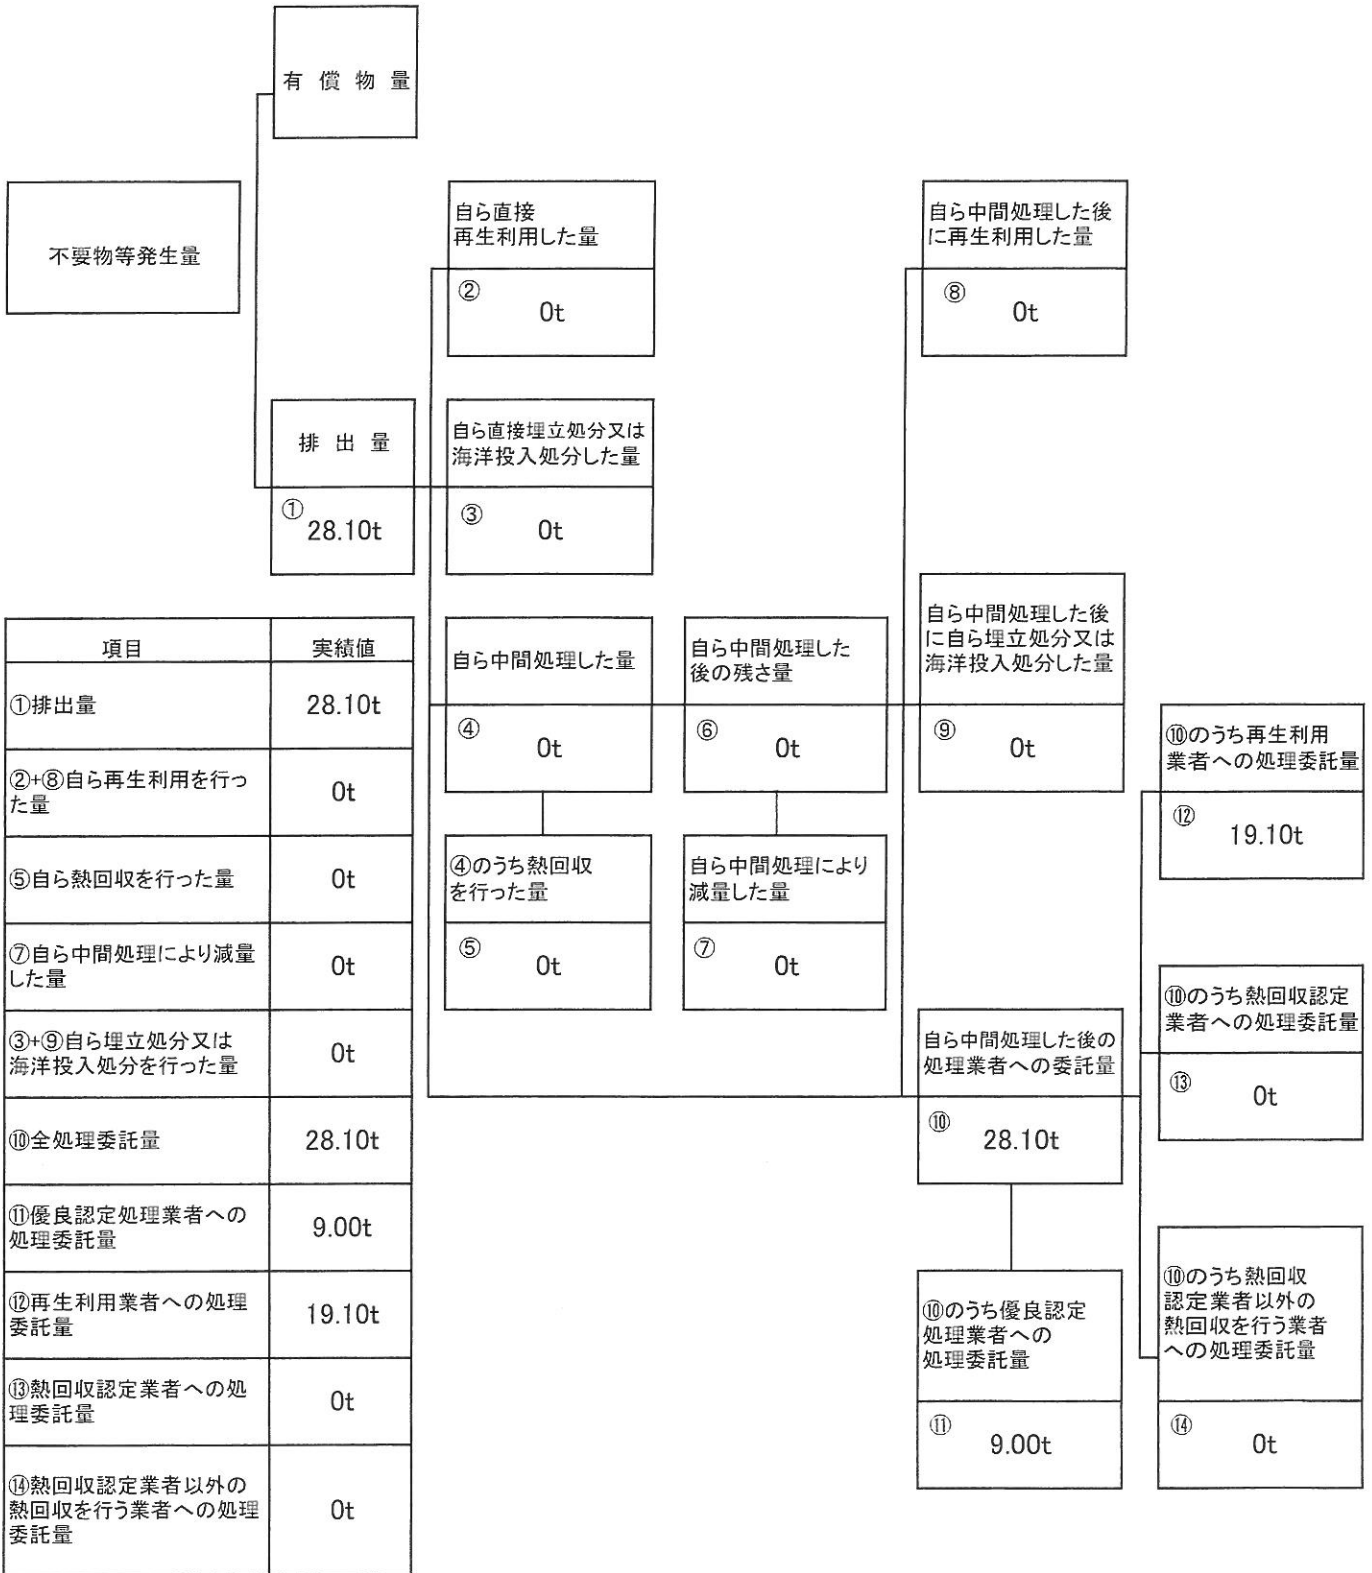 有 償 物 量
不要物等発生量
自ら直接
再生利用した量
②
0t
自ら中間処理した後
に再生利用した量
⑧
0t
排 出 量
①
28.10t
自ら直接埋立処分又は
海洋投入処分した量
③
0t
自ら中間処理した量
④
0t
自ら中間処理した
後の残さ量
⑥
0t
自ら中間処理した後
に自ら埋立処分又は
海洋投入処分した量
⑨
0t
④のうち熱回収
を行った量
⑤
0t
自ら中間処理により
減量した量
⑦
0t
自ら中間処理した後の
処理業者への委託量
⑩
28.10t
⑩のうち優良認定
処理業者への
処理委託量
⑪
9.00t
⑩のうち再生利用
業者への処理委託量
⑫
19.10t
⑩のうち熱回収認定
業者への処理委託量
⑬
0t
⑩のうち熱回収
認定業者以外の
熱回収を行う業者
への処理委託量
⑭
0t
項目 実績値
①排出量 28.10t
②+⑧自ら再生利用を行っ
た量
0t
⑤自ら熱回収を行った量 0t
⑦自ら中間処理により減量
した量
0t
③+⑨自ら埋立処分又は
海洋投入処分を行った量
0t
⑩全処理委託量 28.10t
⑪優良認定処理業者への
処理委託量
9.00t
⑫再生利用業者への処理
委託量
19.10t
⑬熱回収認定業者への処
理委託量
0t
⑭熱回収認定業者以外の
熱回収を行う業者への処理
委託量
0t